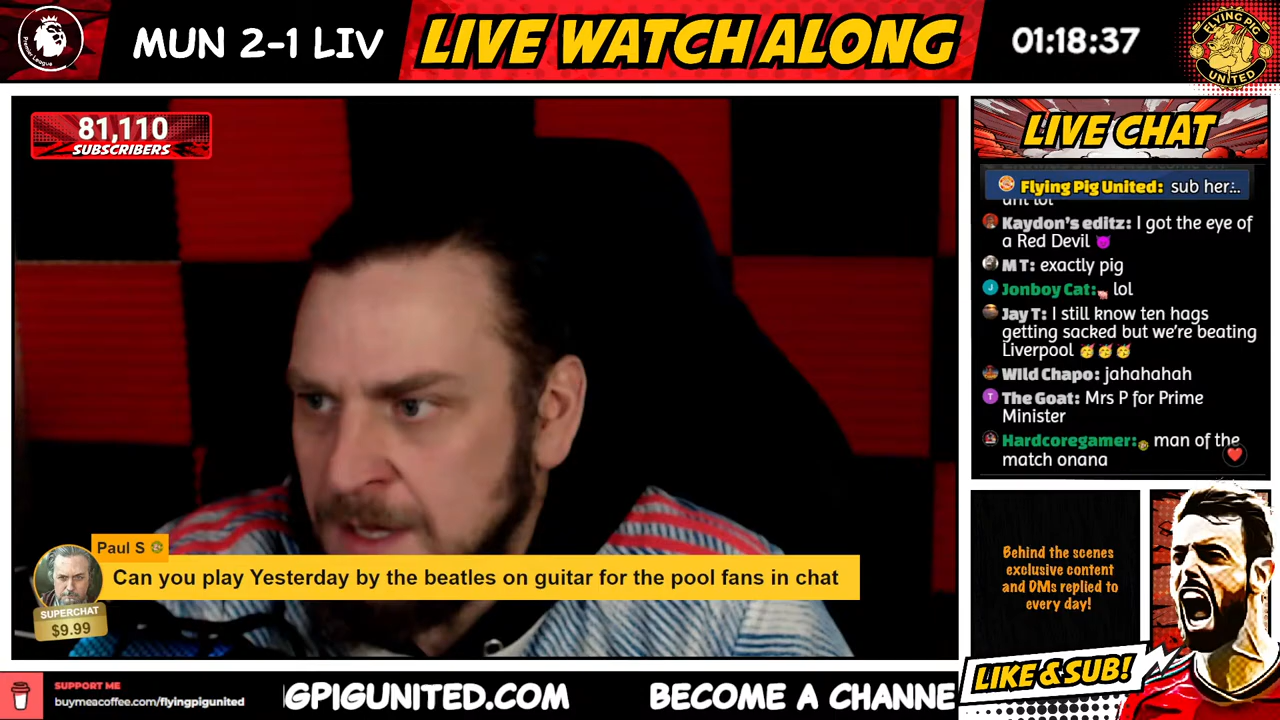 Premier League
MUN 2-1 LIV
LIVE WATCH ALONG
01:18:37
FLYING PIG
UNITED
81,110
SUBSCRIBERS
LIVE CHAT
Flying Pig United: sub her...
lol
Kaydon's editz: I got the eye of
a Red Devil 😈
M T: exactly pig
J
Jonboy Cat: lol
Jay T: I still know ten hags
getting sacked but we're beating
Liverpool 🥳🥳🥳
WIld Chapo: jahahahah
T
The Goat: Mrs P for Prime
Minister
Hardcoregamer: man of the
match onana
Paul S
Can you play Yesterday by the beatles on guitar for the pool fans in chat
SUPERCHAT
$9.99
Behind the scenes
exclusive content
and DMs replied to
every day!
LIKE & SUB!
SUPPORT ME
buymeacoffee.com/flyingpigunited
GPIGUNITED.COM
BECOME A CHANNE